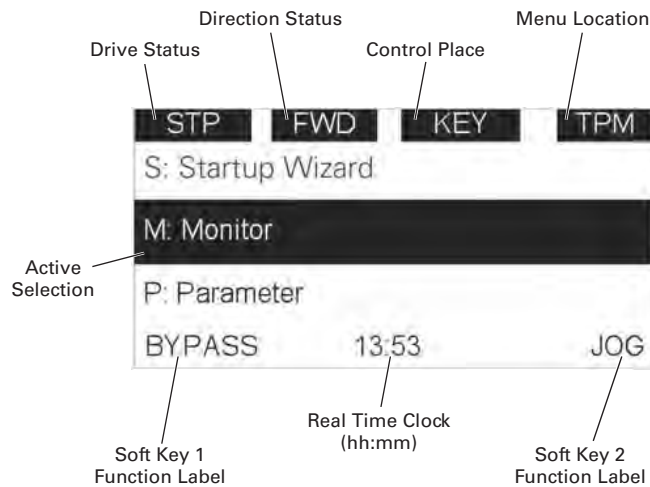 Direction Status
Menu Location
Drive Status
Control Place
STP FWD KEY TPM
S: Startup Wizard
M: Monitor
Active
Selection
P: Parameter
BYPASS 13:53 JOG
Real Time Clock
(hh:mm)
Soft Key 1
Function Label
Soft Key 2
Function Label